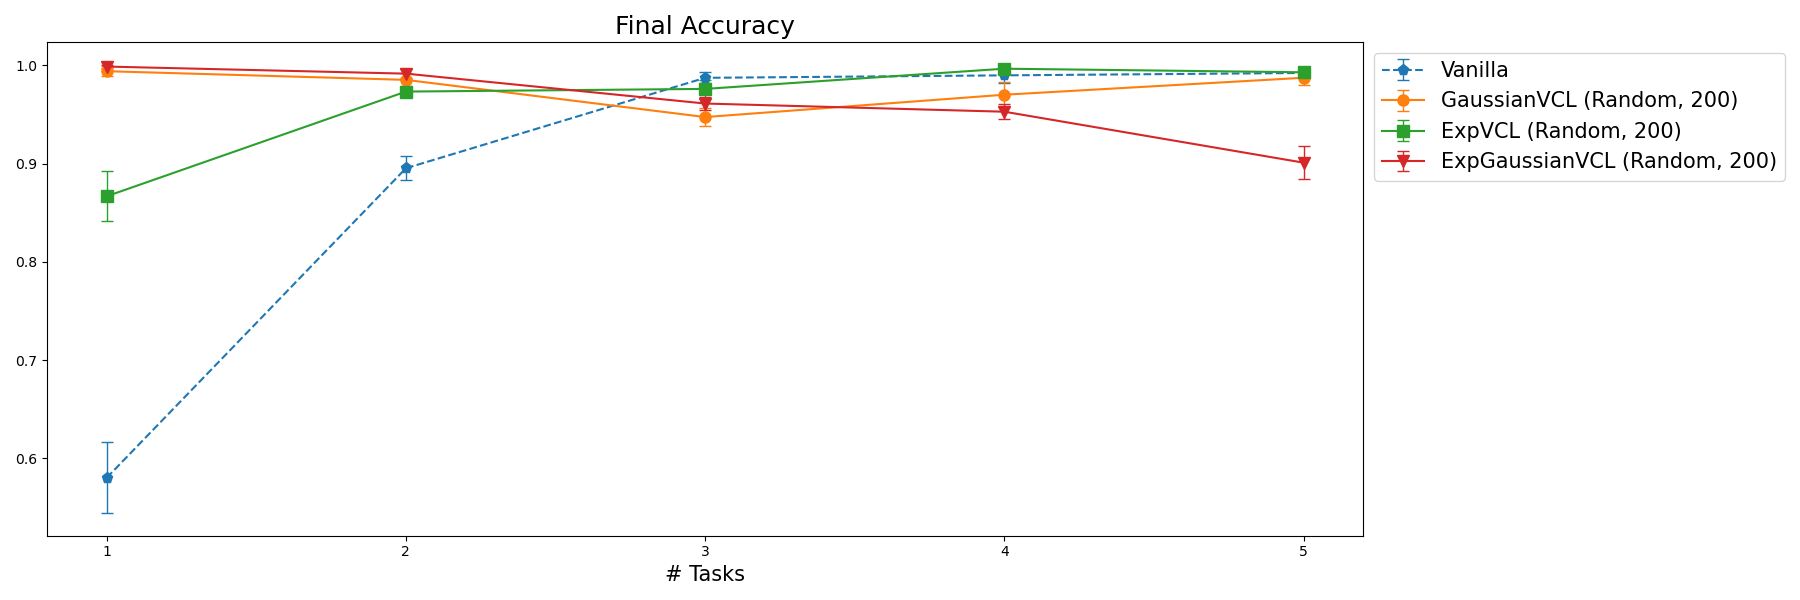 Final Accuracy
1.0
0.9
0.8
0.7
0.6
1
2
3
4
5
# Tasks
Vanilla
GaussianVCL (Random, 200)
ExpVCL (Random, 200)
ExpGaussianVCL (Random, 200)